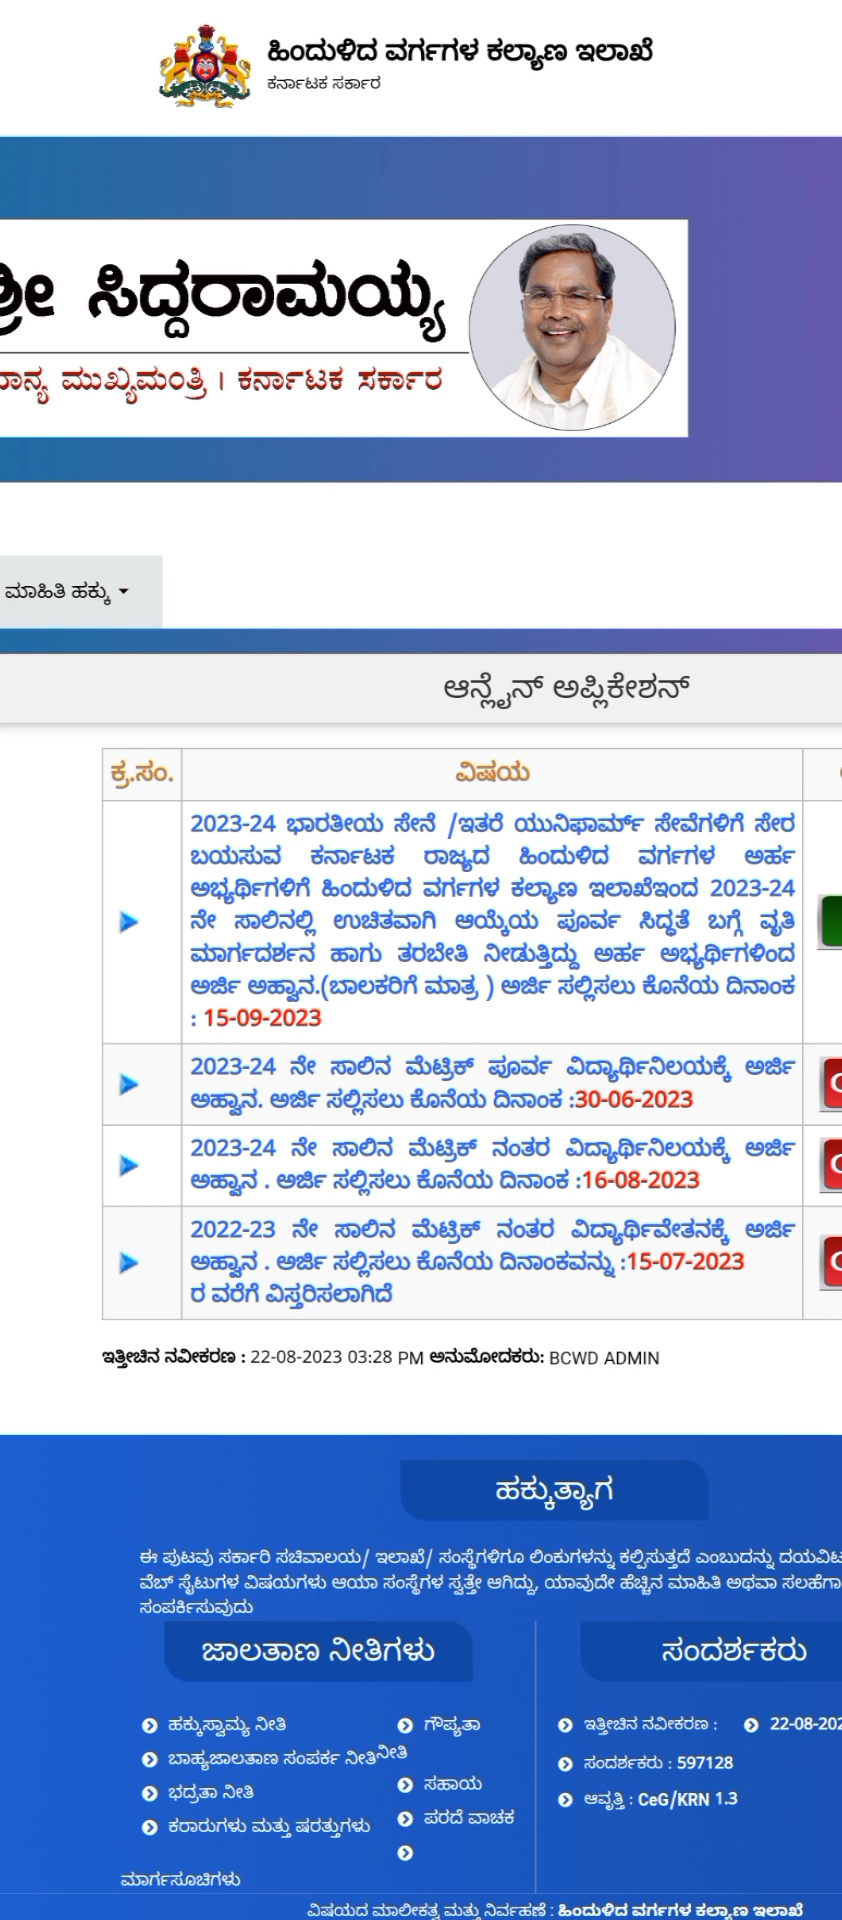 ಹಿಂದುಳಿದ ವರ್ಗಗಳ ಕಲ್ಯಾಣ ಇಲಾಖೆ
ಕರ್ನಾಟಕ ಸರ್ಕಾರ
ಶ್ರೀ ಸಿದ್ದರಾಮಯ್ಯ
ಮುಖ್ಯಮಂತ್ರಿ । ಕರ್ನಾಟಕ ಸರ್ಕಾರ
ಮಾಹಿತಿ ಹಕ್ಕು
ಆನ್ಲೈನ್ ಅಪ್ಲಿಕೇಶನ್
ಕ್ರ.ಸಂ. ವಿಷಯ
2023-24 ಭಾರತೀಯ ಸೇನೆ /ಇತರೆ ಯುನಿಫಾರ್ಮ್ ಸೇವೆಗಳಿಗೆ ಸೇರ
ಬಯಸುವ ಕರ್ನಾಟಕ ರಾಜ್ಯದ ಹಿಂದುಳಿದ ವರ್ಗಗಳ ಅರ್ಹ
ಅಭ್ಯರ್ಥಿಗಳಿಗೆ ಹಿಂದುಳಿದ ವರ್ಗಗಳ ಕಲ್ಯಾಣ ಇಲಾಖೆಇಂದ 2023-24
ನೇ ಸಾಲಿನಲ್ಲಿ ಉಚಿತವಾಗಿ ಆಯ್ಕೆಯ ಪೂರ್ವ ಸಿದ್ಧತೆ ಬಗ್ಗೆ ವೃತಿ
ಮಾರ್ಗದರ್ಶನ ಹಾಗು ತರಬೇತಿ ನೀಡುತ್ತಿದ್ದು ಅರ್ಹ ಅಭ್ಯರ್ಥಿಗಳಿಂದ
ಅರ್ಜಿ ಅಹ್ವಾನ.(ಬಾಲಕರಿಗೆ ಮಾತ್ರ ) ಅರ್ಜಿ ಸಲ್ಲಿಸಲು ಕೊನೆಯ ದಿನಾಂಕ
: 15-09-2023
2023-24 ನೇ ಸಾಲಿನ ಮೆಟ್ರಿಕ್ ಪೂರ್ವ ವಿದ್ಯಾರ್ಥಿನಿಲಯಕ್ಕೆ ಅರ್ಜಿ
ಅಹ್ವಾನ. ಅರ್ಜಿ ಸಲ್ಲಿಸಲು ಕೊನೆಯ ದಿನಾಂಕ :30-06-2023
2023-24 ನೇ ಸಾಲಿನ ಮೆಟ್ರಿಕ್ ನಂತರ ವಿದ್ಯಾರ್ಥಿನಿಲಯಕ್ಕೆ ಅರ್ಜಿ
ಅಹ್ವಾನ . ಅರ್ಜಿ ಸಲ್ಲಿಸಲು ಕೊನೆಯ ದಿನಾಂಕ :16-08-2023
2022-23 ನೇ ಸಾಲಿನ ಮೆಟ್ರಿಕ್ ನಂತರ ವಿದ್ಯಾರ್ಥಿವೇತನಕ್ಕೆ ಅರ್ಜಿ
ಅಹ್ವಾನ . ಅರ್ಜಿ ಸಲ್ಲಿಸಲು ಕೊನೆಯ ದಿನಾಂಕವನ್ನು :15-07-2023
ರ ವರೆಗೆ ವಿಸ್ತರಿಸಲಾಗಿದೆ
ಇತ್ತೀಚಿನ ನವೀಕರಣ : 22-08-2023 03:28 PM ಅನುಮೋದಕರು: BCWD ADMIN
ಹಕ್ಕುತ್ಯಾಗ
ಈ ಪುಟವು ಸರ್ಕಾರಿ ಸಚಿವಾಲಯ/ ಇಲಾಖೆ/ ಸಂಸ್ಥೆಗಳಿಗೂ ಲಿಂಕುಗಳನ್ನು ಕಲ್ಪಿಸುತ್ತದೆ ಎಂಬುದನ್ನು
ವೆಬ್ ಸೈಟುಗಳ ವಿಷಯಗಳು ಆಯಾ ಸಂಸ್ಥೆಗಳ ಸ್ವತ್ತೇ ಆಗಿದ್ದು, ಯಾವುದೇ ಹೆಚ್ಚಿನ ಮಾಹಿತಿ ಅಥವಾ
ಸಂಪರ್ಕಿಸುವುದು
ಜಾಲತಾಣ ನೀತಿಗಳು
ಹಕ್ಕುಸ್ವಾಮ್ಯ ನೀತಿ
ಬಾಹ್ಯಜಾಲತಾಣ ಸಂಪರ್ಕ ನೀತಿ
ಭದ್ರತಾ ನೀತಿ
ಕರಾರುಗಳು ಮತ್ತು ಷರತ್ತುಗಳು
ಗೌಪ್ಯತಾ
ನೀತಿ
ಸಹಾಯ
ಪರದೆ ವಾಚಕ
ಮಾರ್ಗಸೂಚಿಗಳು
ಸಂದರ್ಶಕರು
ಇತ್ತೀಚಿನ ನವೀಕರಣ : 22-08-202
ಸಂದರ್ಶಕರು : 597128
ಆವೃತ್ತಿ : CeG/KRN 1.3
ವಿಷಯದ ಮಾಲೀಕತ್ವ ಮತ್ತು ನಿರ್ವಹಣೆ : ಹಿಂದುಳಿದ ವರ್ಗಗಳ ಕಲ್ಯಾಣ ಇಲಾಖೆ